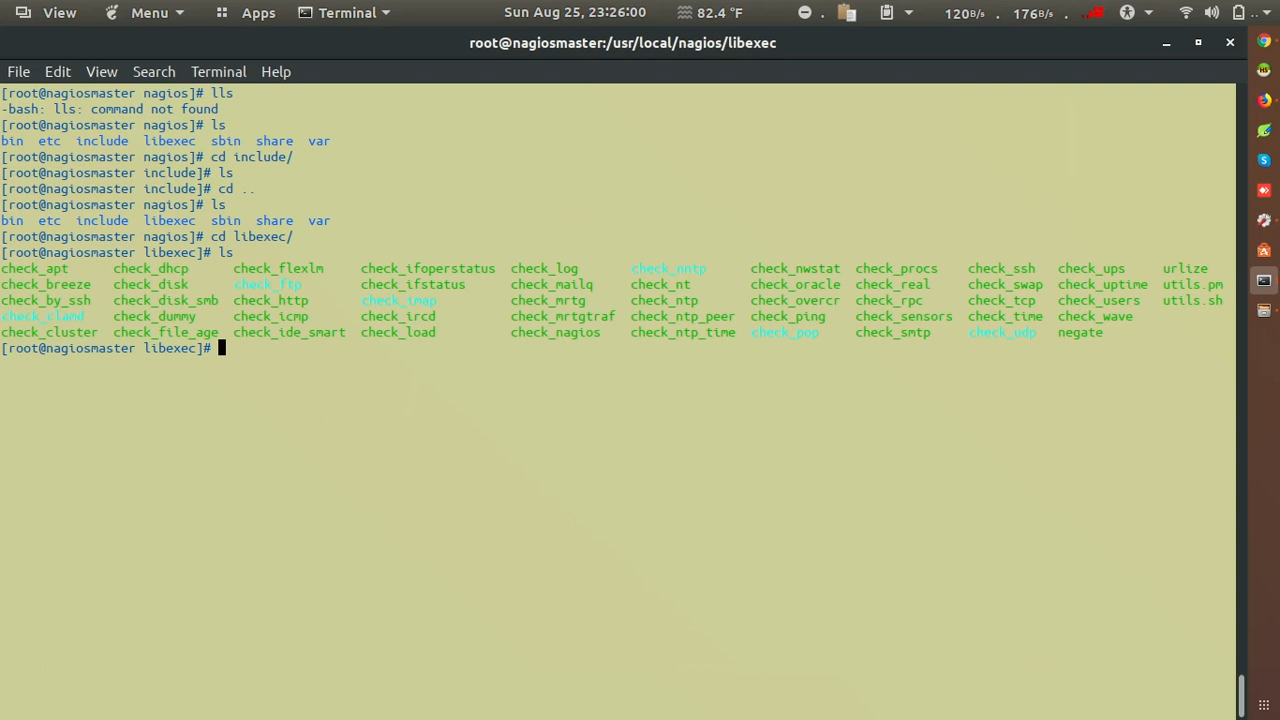 View Menu Apps Terminal Sun Aug 25, 23:26:00 82.4 °F 120B/s 176B/s
root@nagiosmaster:/usr/local/nagios/libexec
File Edit View Search Terminal Help
[root@nagiosmaster nagios]# lls
-bash: lls: command not found
[root@nagiosmaster nagios]# ls
bin etc include libexec sbin share var
[root@nagiosmaster nagios]# cd include/
[root@nagiosmaster include]# ls
[root@nagiosmaster include]# cd ..
[root@nagiosmaster nagios]# ls
bin etc include libexec sbin share var
[root@nagiosmaster nagios]# cd libexec/
[root@nagiosmaster libexec]# ls
check_apt check_dhcp check_flexlm check_ifoperstatus check_log check_nntp check_nwstat check_procs check_ssh check_ups urlize
check_breeze check_disk check_ftp check_ifstatus check_mailq check_nt check_oracle check_real check_swap check_uptime utils.pm
check_by_ssh check_disk_smb check_http check_imap check_mrtg check_ntp check_overcr check_rpc check_tcp check_users utils.sh
check_clamd check_dummy check_icmp check_ircd check_mrtgtraf check_ntp_peer check_ping check_sensors check_time check_wave
check_cluster check_file_age check_ide_smart check_load check_nagios check_ntp_time check_pop check_smtp check_udp negate
[root@nagiosmaster libexec]#